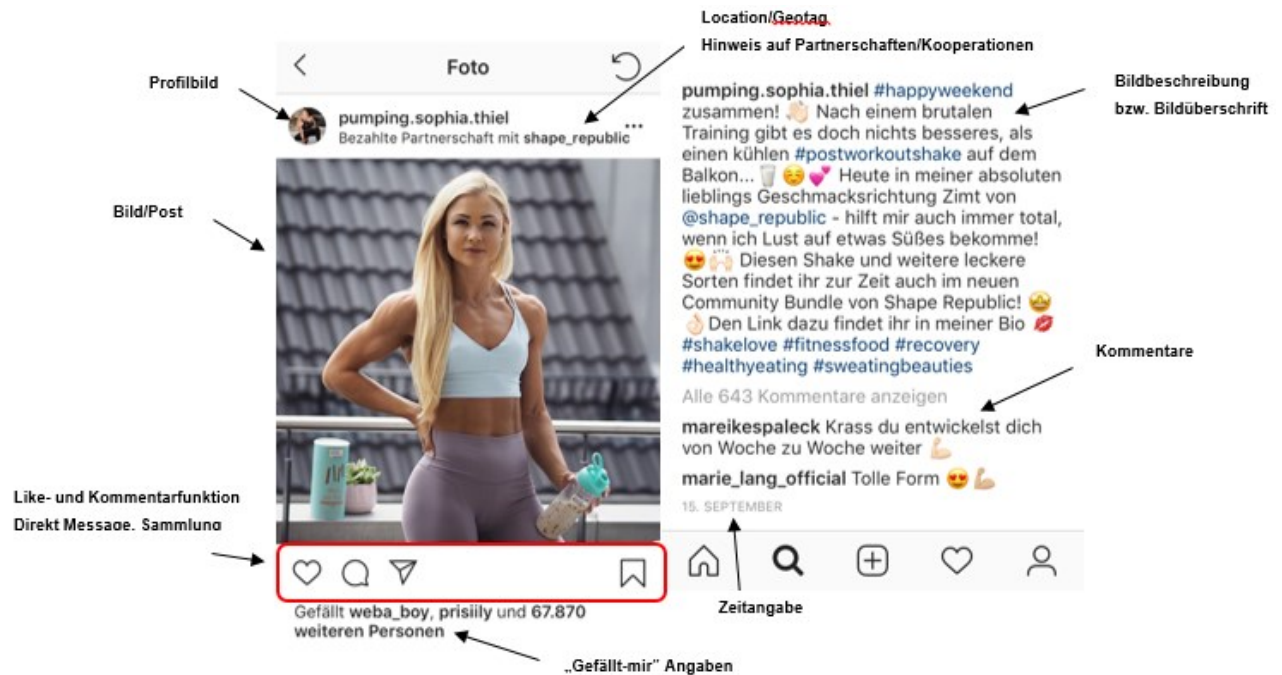 Location/Geotag
Hinweis auf Partnerschaften/Kooperationen
Profilbild
Foto
pumping.sophia.thiel
Bezahlte Partnerschaft mit shape_republic
Bild/Post
Like- und Kommentarfunktion
Direkt Message, Sammlung
Gefällt weba_boy, prisiily und 67.870
weiteren Personen
„Gefällt-mir" Angaben
pumping.sophia.thiel #happyweekend
zusammen! 👏🏻 Nach einem brutalen
Training gibt es doch nichts besseres, als
einen kühlen #postworkoutshake auf dem
Balkon... 🥛 ☺️ 💕 Heute in meiner absoluten
lieblings Geschmacksrichtung Zimt von
@shape_republic - hilft mir auch immer total,
wenn ich Lust auf etwas Süßes bekomme!
😍 🙌🏻 Diesen Shake und weitere leckere
Sorten findet ihr zur Zeit auch im neuen
Community Bundle von Shape Republic! 🤩
👌🏻 Den Link dazu findet ihr in meiner Bio 💋
#shakelove #fitnessfood #recovery
#healthyeating #sweatingbeauties
Alle 643 Kommentare anzeigen
mareikespaleck Krass du entwickelst dich
von Woche zu Woche weiter 💪🏻
marie_lang_official Tolle Form 😍 💪🏻
15. SEPTEMBER
Bildbeschreibung
bzw. Bildüberschrift
Kommentare
Zeitangabe